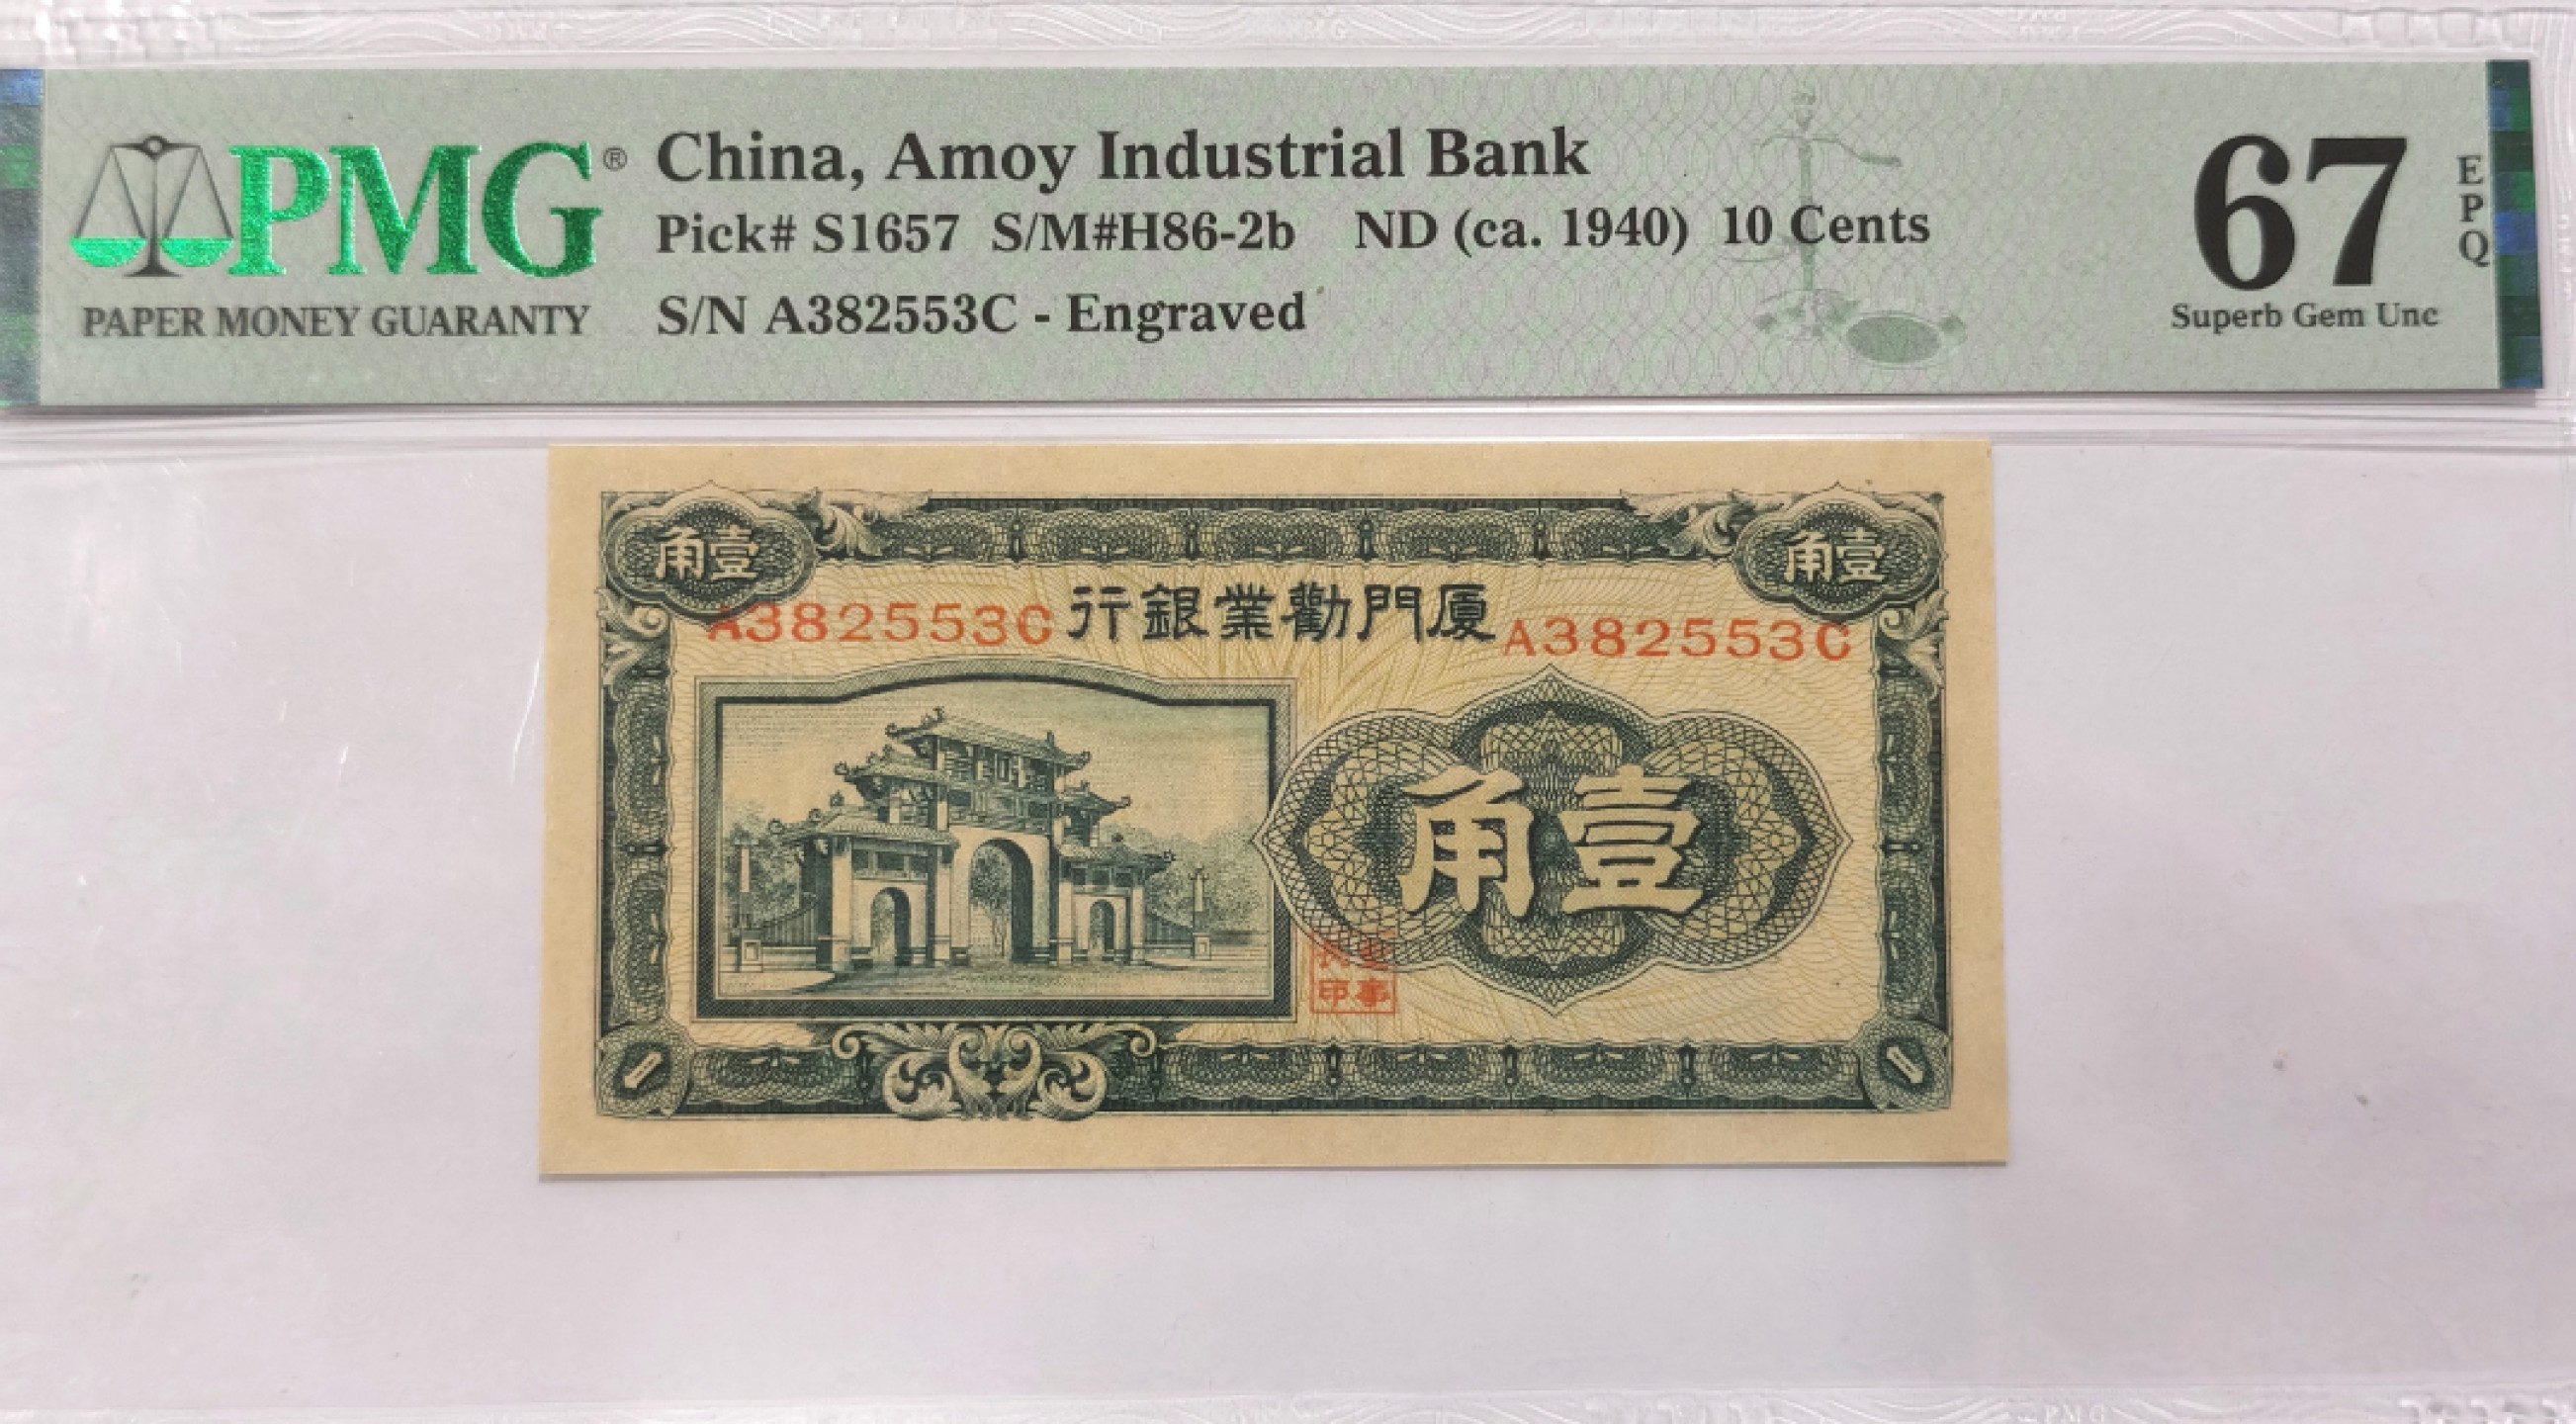 PMG®
PAPER MONEY GUARANTY
China, Amoy Industrial Bank
Pick# S1657 S/M#H86-2b ND (ca. 1940) 10 Cents
S/N A382553C - Engraved
67
EPQ
Superb Gem Unc
角壹
角壹
行銀業勸門厦
A382553C
A382553C
角壹